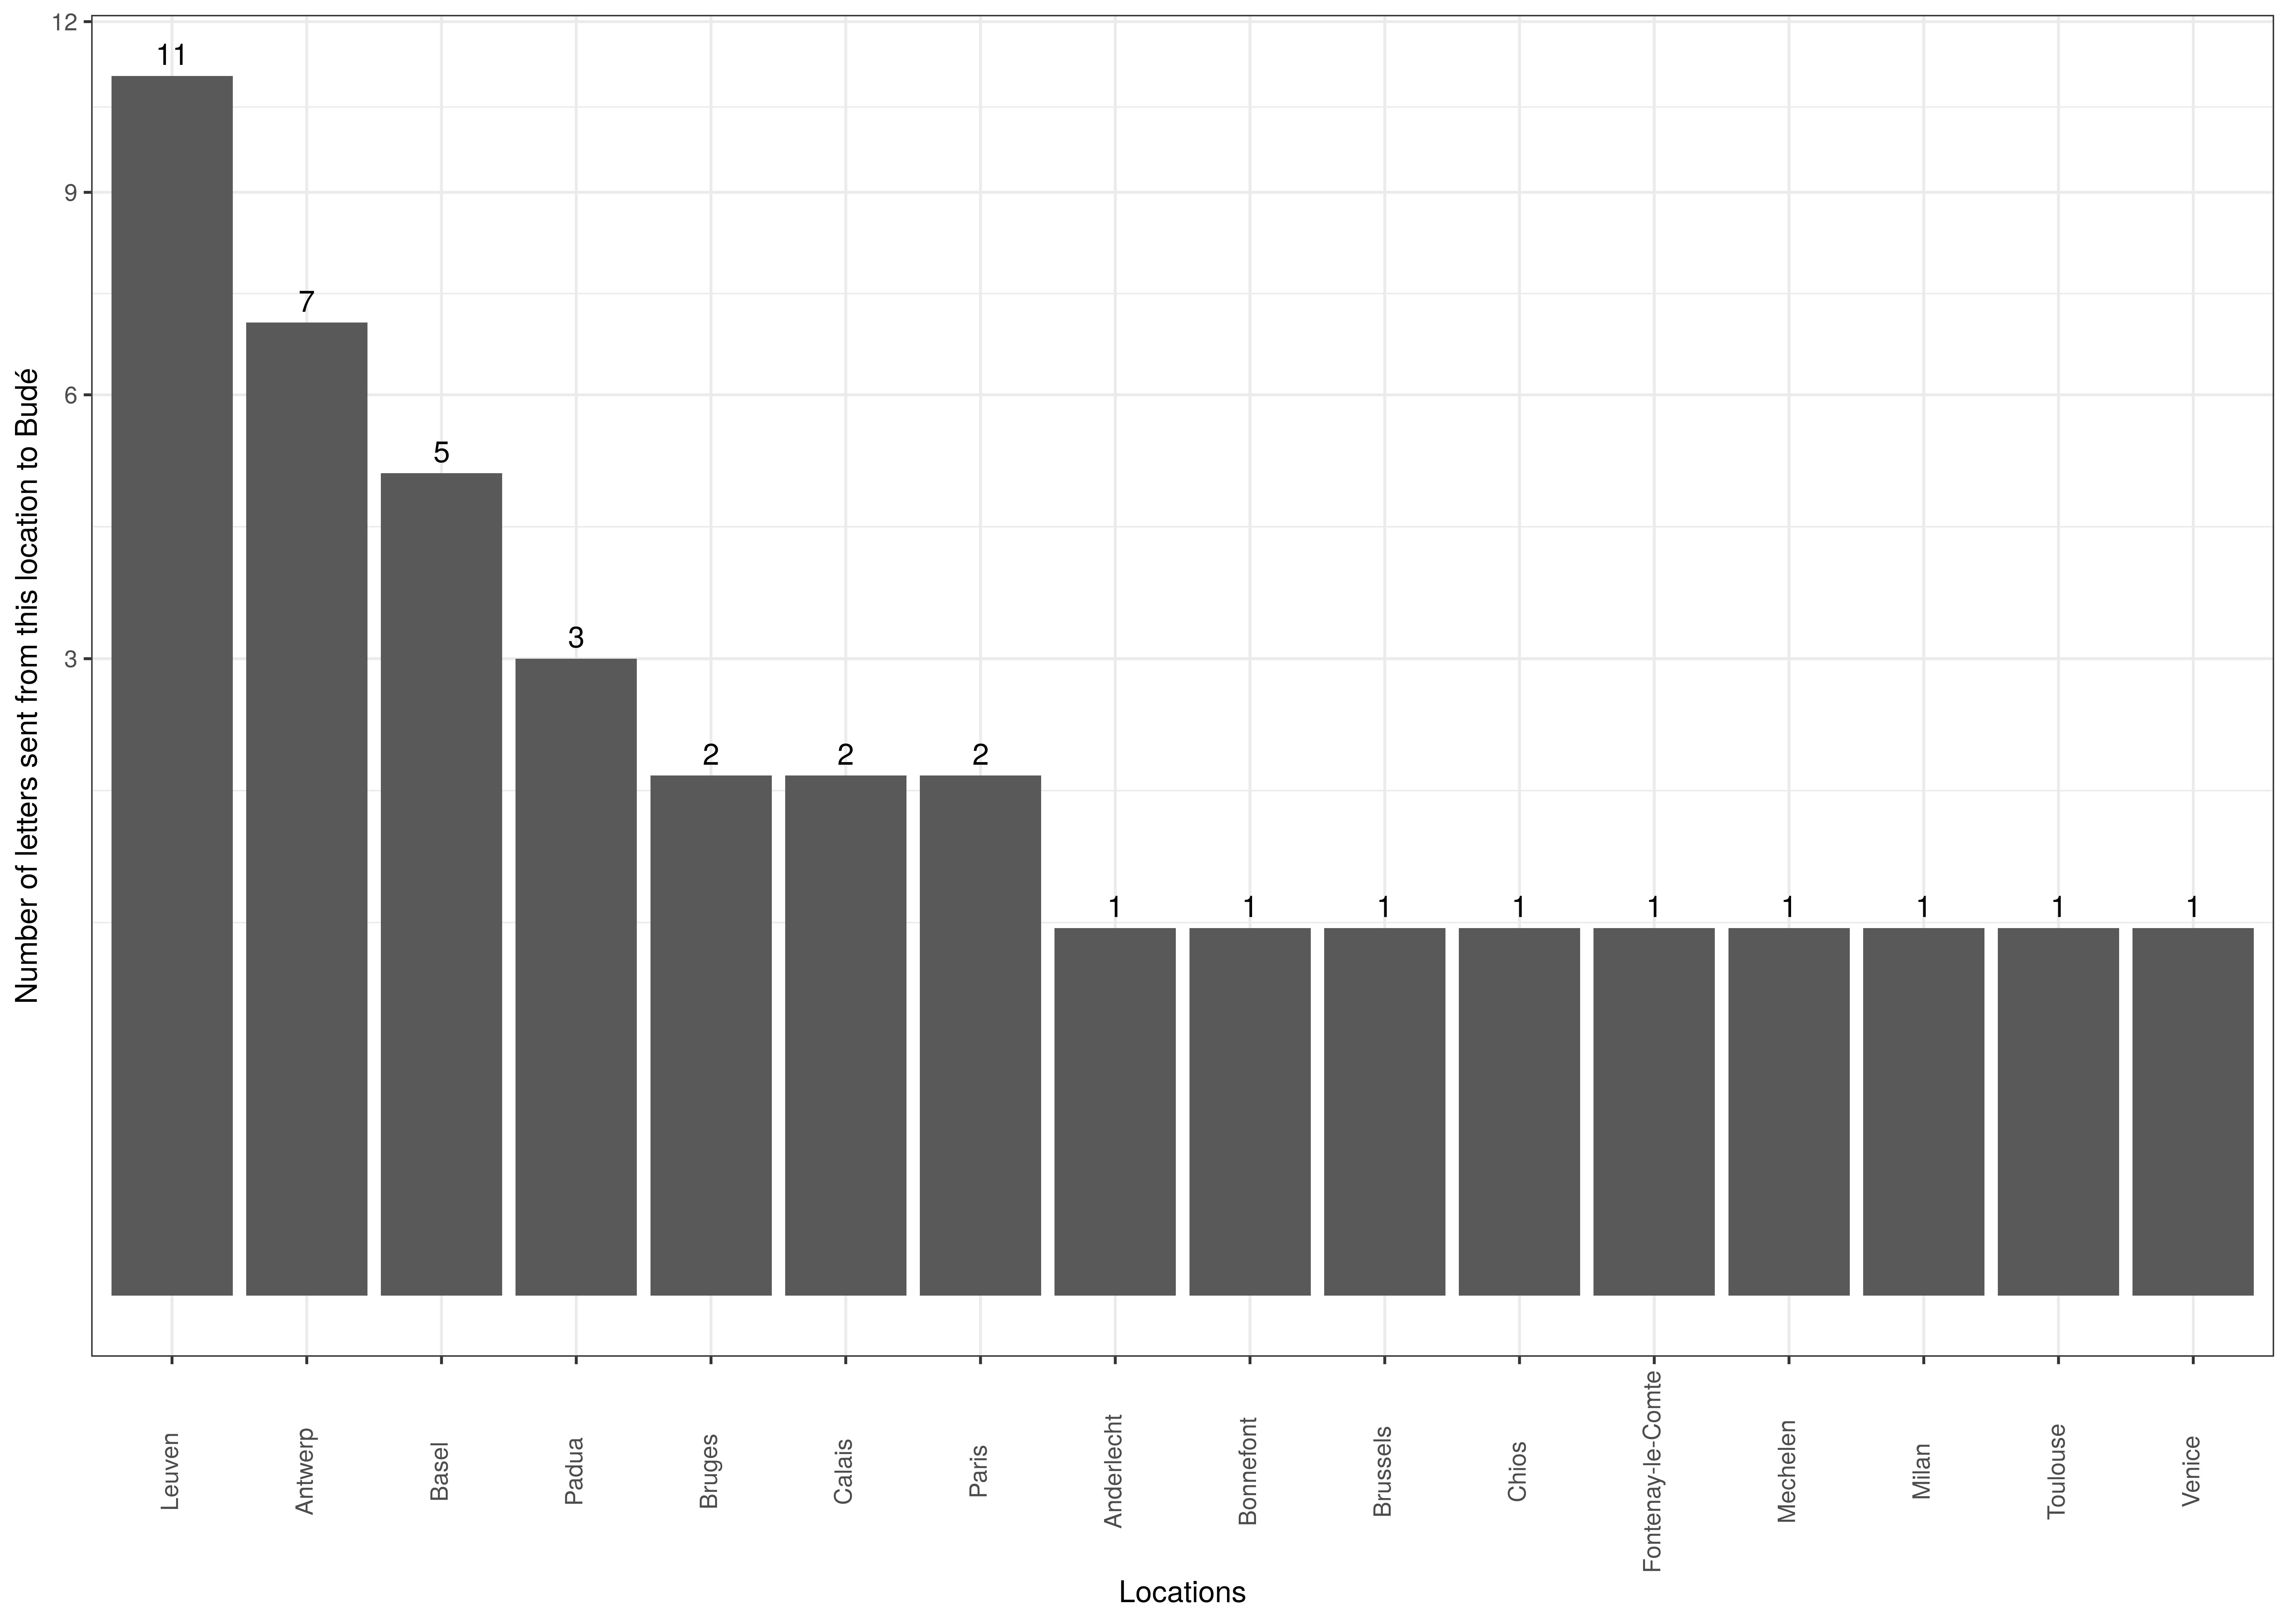 Number of letters sent from this location to Budé
12
9
6
3
11
7
5
3
2
2
2
1
1
1
1
1
1
1
1
1
Leuven
Antwerp
Basel
Padua
Bruges
Calais
Paris
Anderlecht
Bonnefont
Brussels
Chios
Fontenay-le-Comte
Mechelen
Milan
Toulouse
Venice
Locations